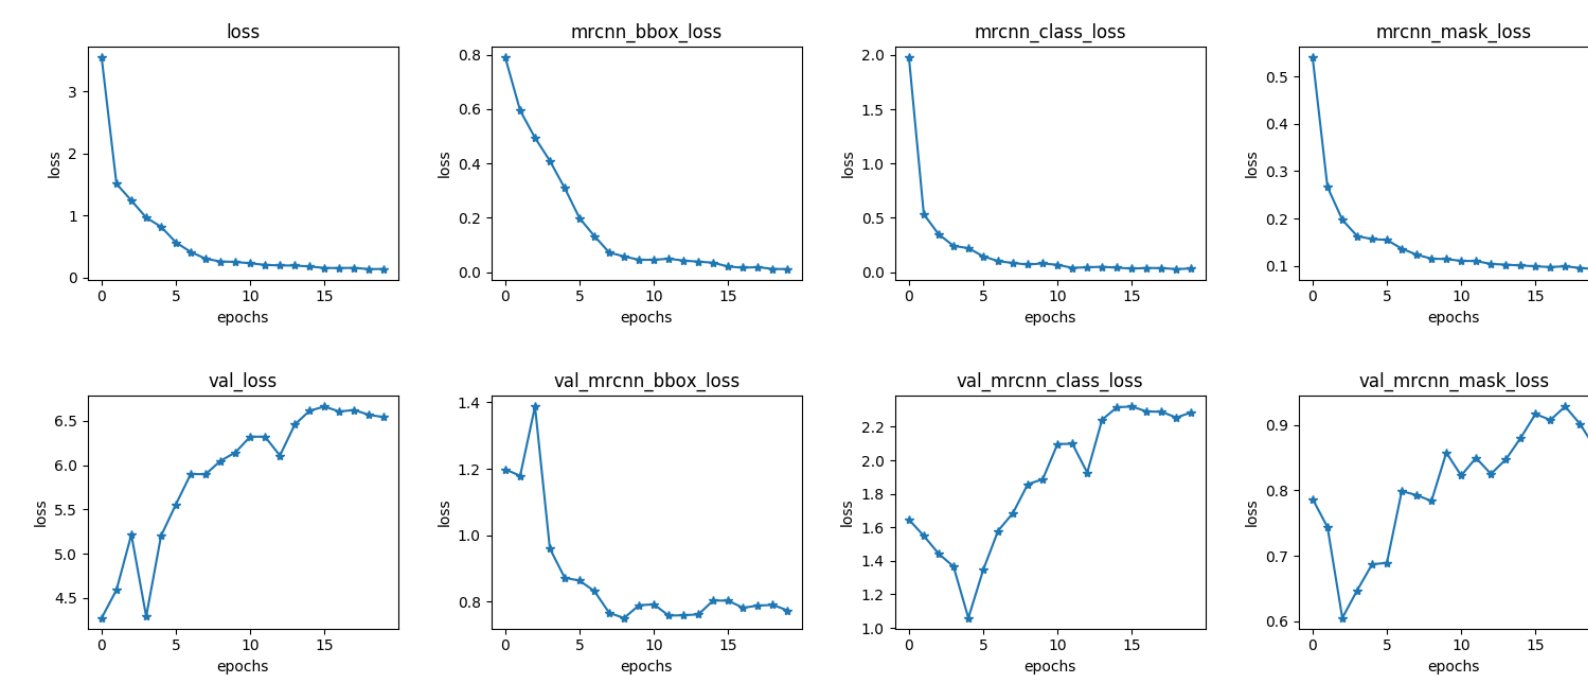 loss
mrcnn_bbox_loss
mrcnn_class_loss
mrcnn_mask_loss
3
2
1
0
loss
0 5 10 15
epochs
0.8
0.6
0.4
0.2
0.0
loss
0 5 10 15
epochs
2.0
1.5
1.0
0.5
0.0
loss
0 5 10 15
epochs
0.5
0.4
0.3
0.2
0.1
loss
0 5 10 15
epochs
val_loss
val_mrcnn_bbox_loss
val_mrcnn_class_loss
val_mrcnn_mask_loss
6.5
6.0
5.5
5.0
4.5
loss
0 5 10 15
epochs
1.4
1.2
1.0
0.8
loss
0 5 10 15
epochs
2.2
2.0
1.8
1.6
1.4
1.2
1.0
loss
0 5 10 15
epochs
0.9
0.8
0.7
0.6
loss
0 5 10 15
epochs